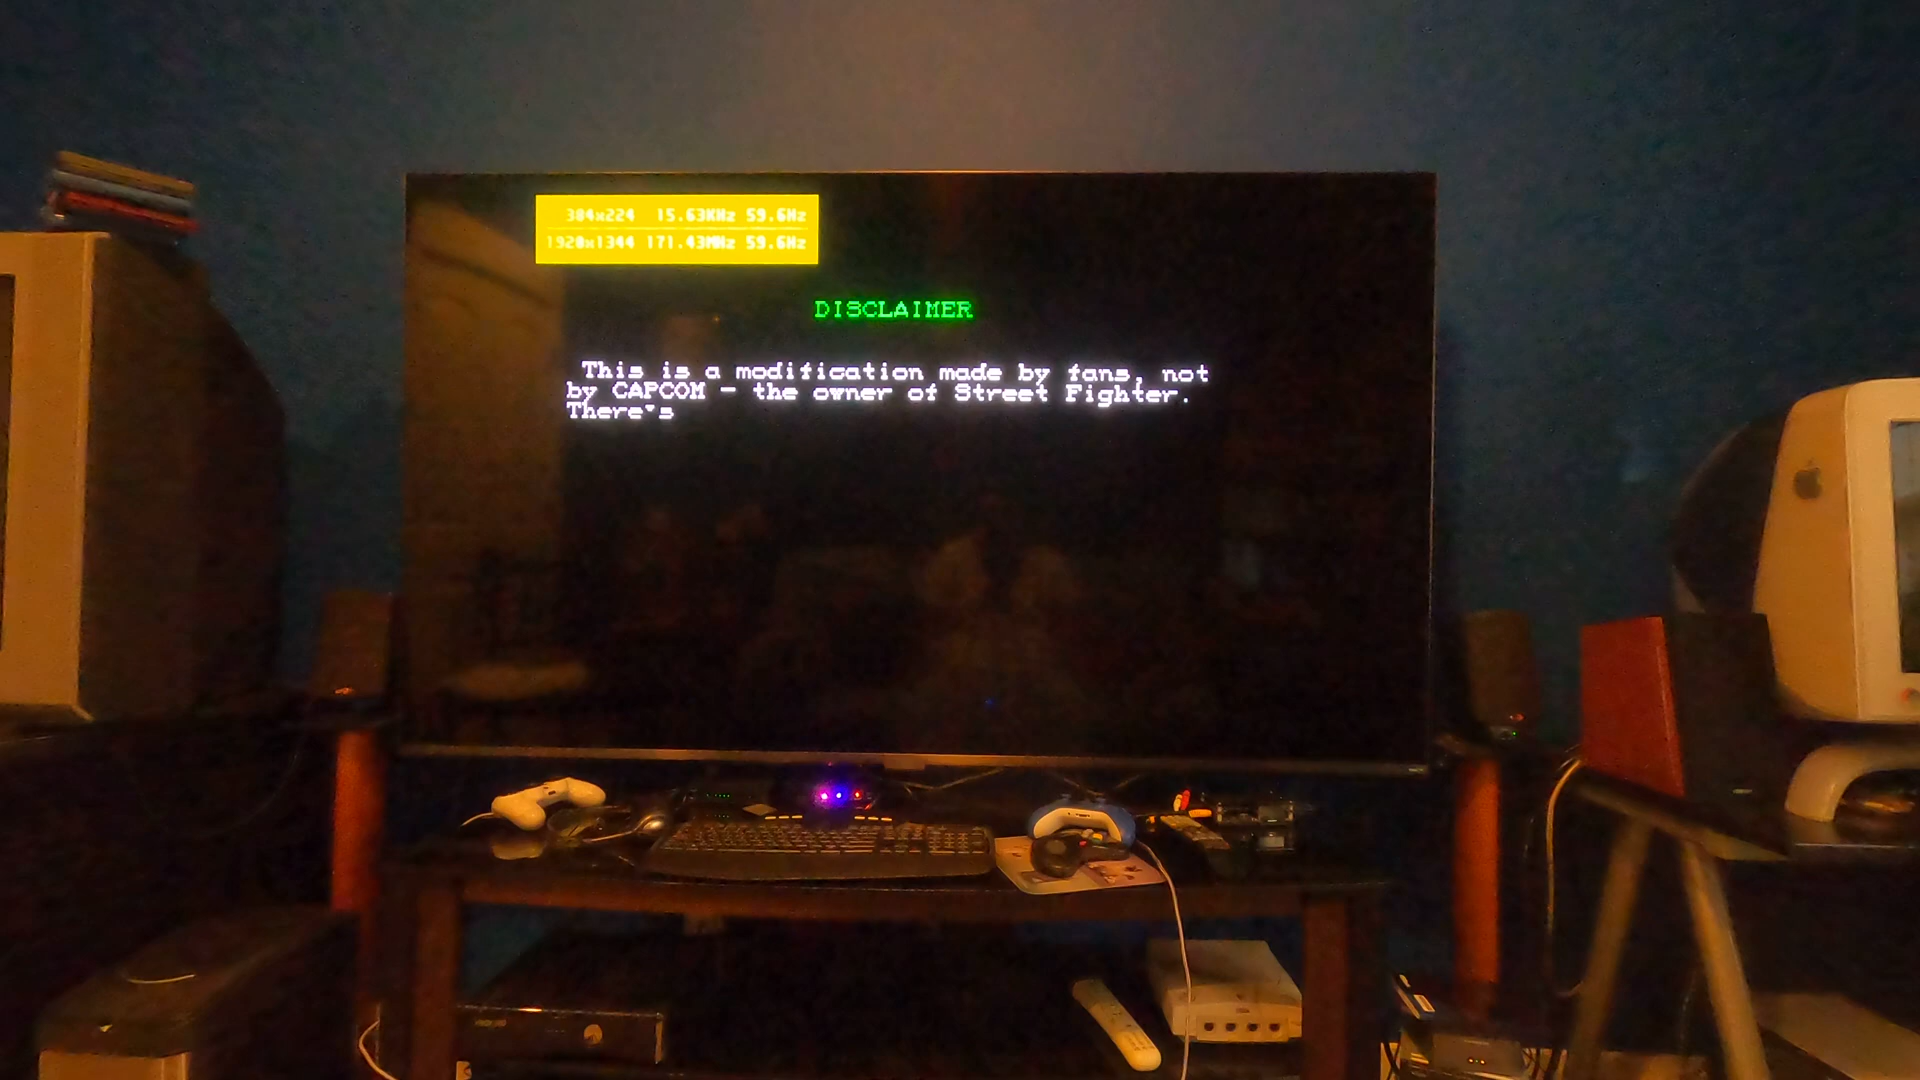 384x224 15.63KHz 59.6Hz
1920x1344 171.43MHz 59.6Hz
DISCLAIMER
This is a modification made by fans, not
by CAPCOM - the owner of Street Fighter.
There's